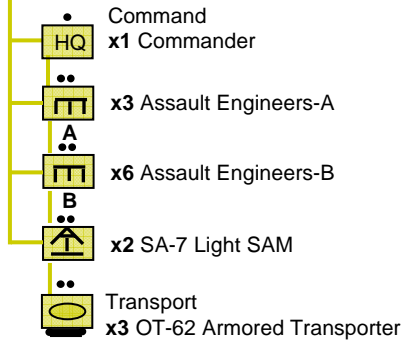 Command
HQ x1 Commander
x3 Assault Engineers-A
A
x6 Assault Engineers-B
B
x2 SA-7 Light SAM
Transport
x3 OT-62 Armored Transporter